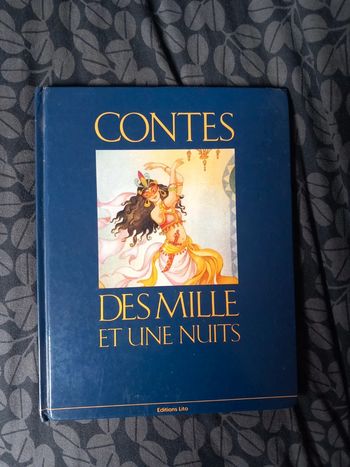 CONTES
DES MILLE
ET UNE NUITS
Editions Lito